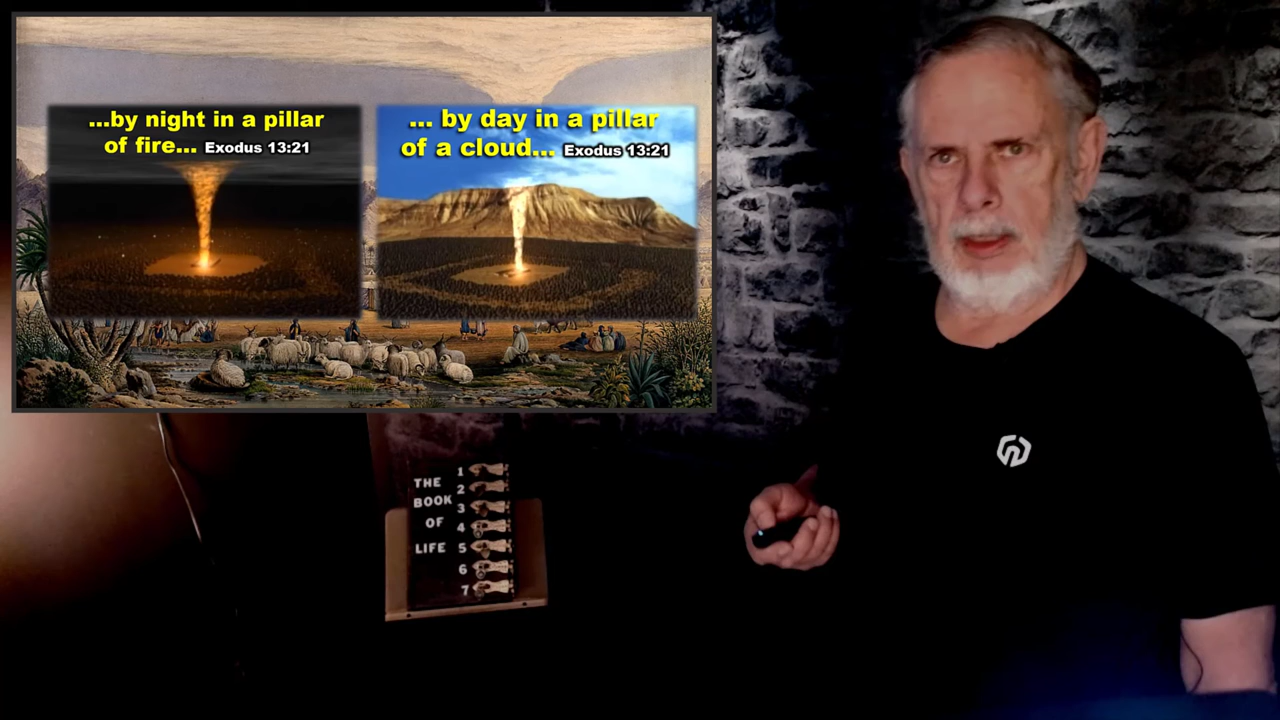 ...by night in a pillar
of fire... Exodus 13:21
... by day in a pillar
of a cloud... Exodus 13:21
THE
BOOK
OF
LIFE
1
2
3
4
5
6
7